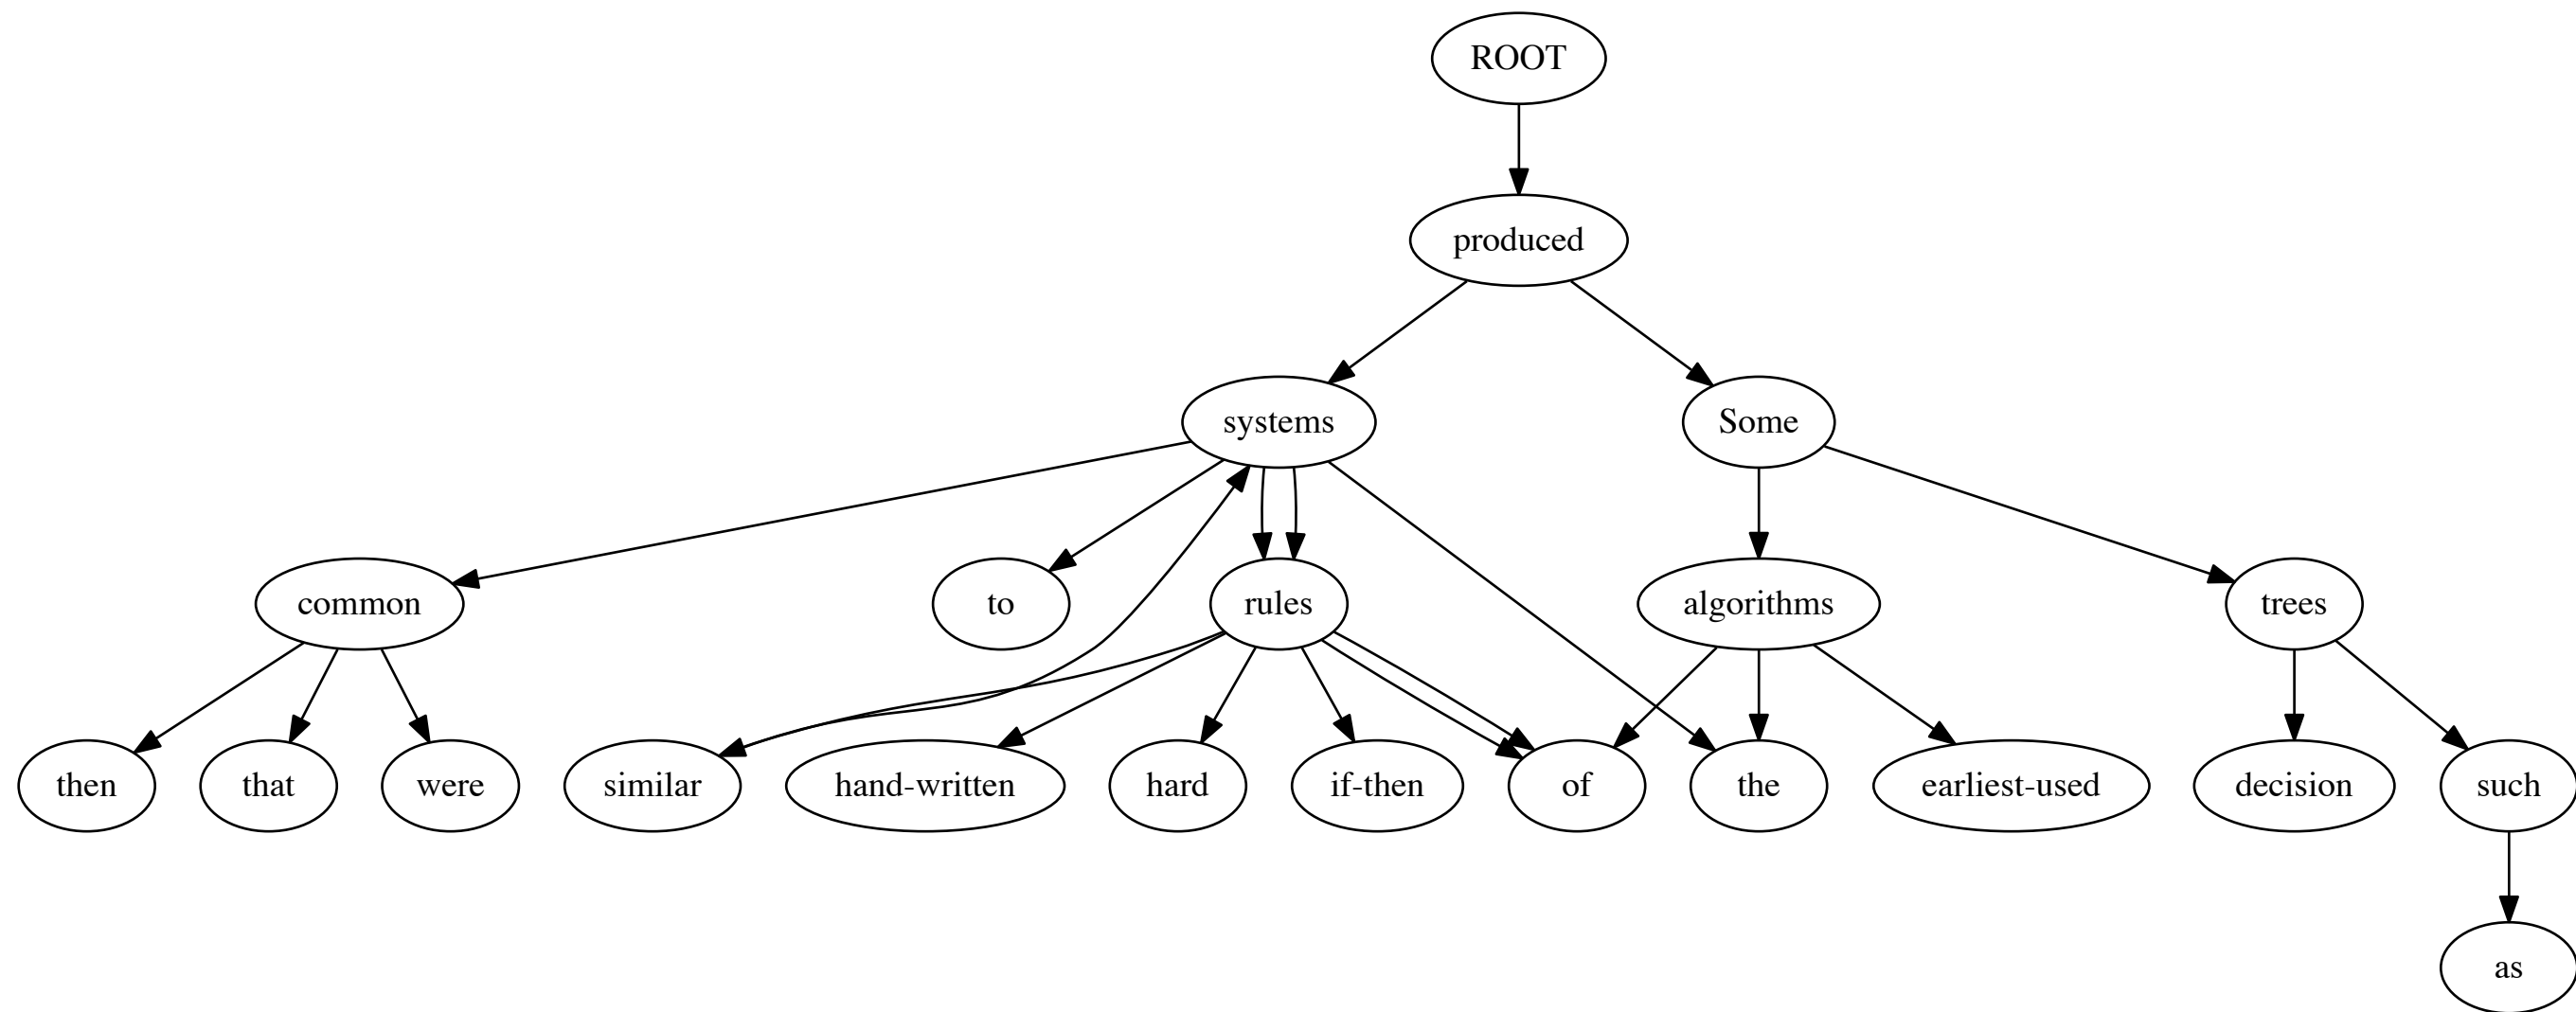 ROOT
produced
systems Some
common to rules algorithms trees
then that were similar hand-written hard if-then of the earliest-used decision such
as